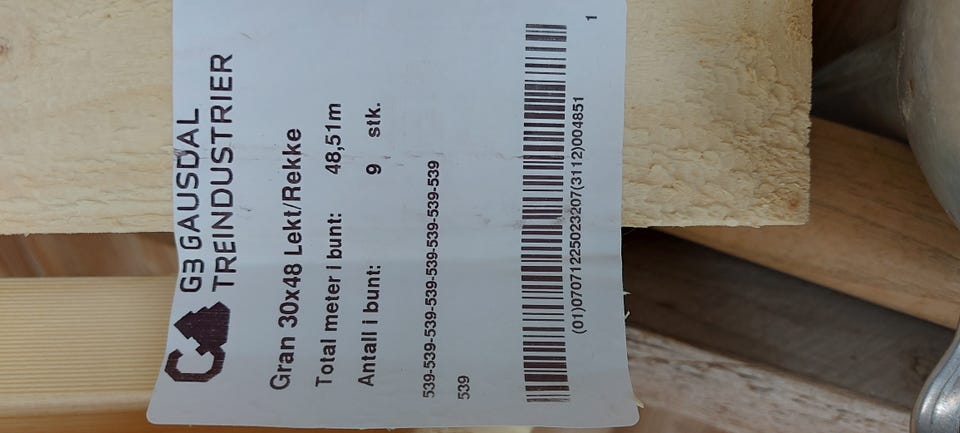 G3 GAUSDAL
TREINDUSTRIER
Gran 30x48 Lekt/Rekke
Total meter i bunt: 48,51m
Antall i bunt: 9 stk.
539-539-539-539-539-539-539-539
539
(01)07071225023207(3112)004851
1